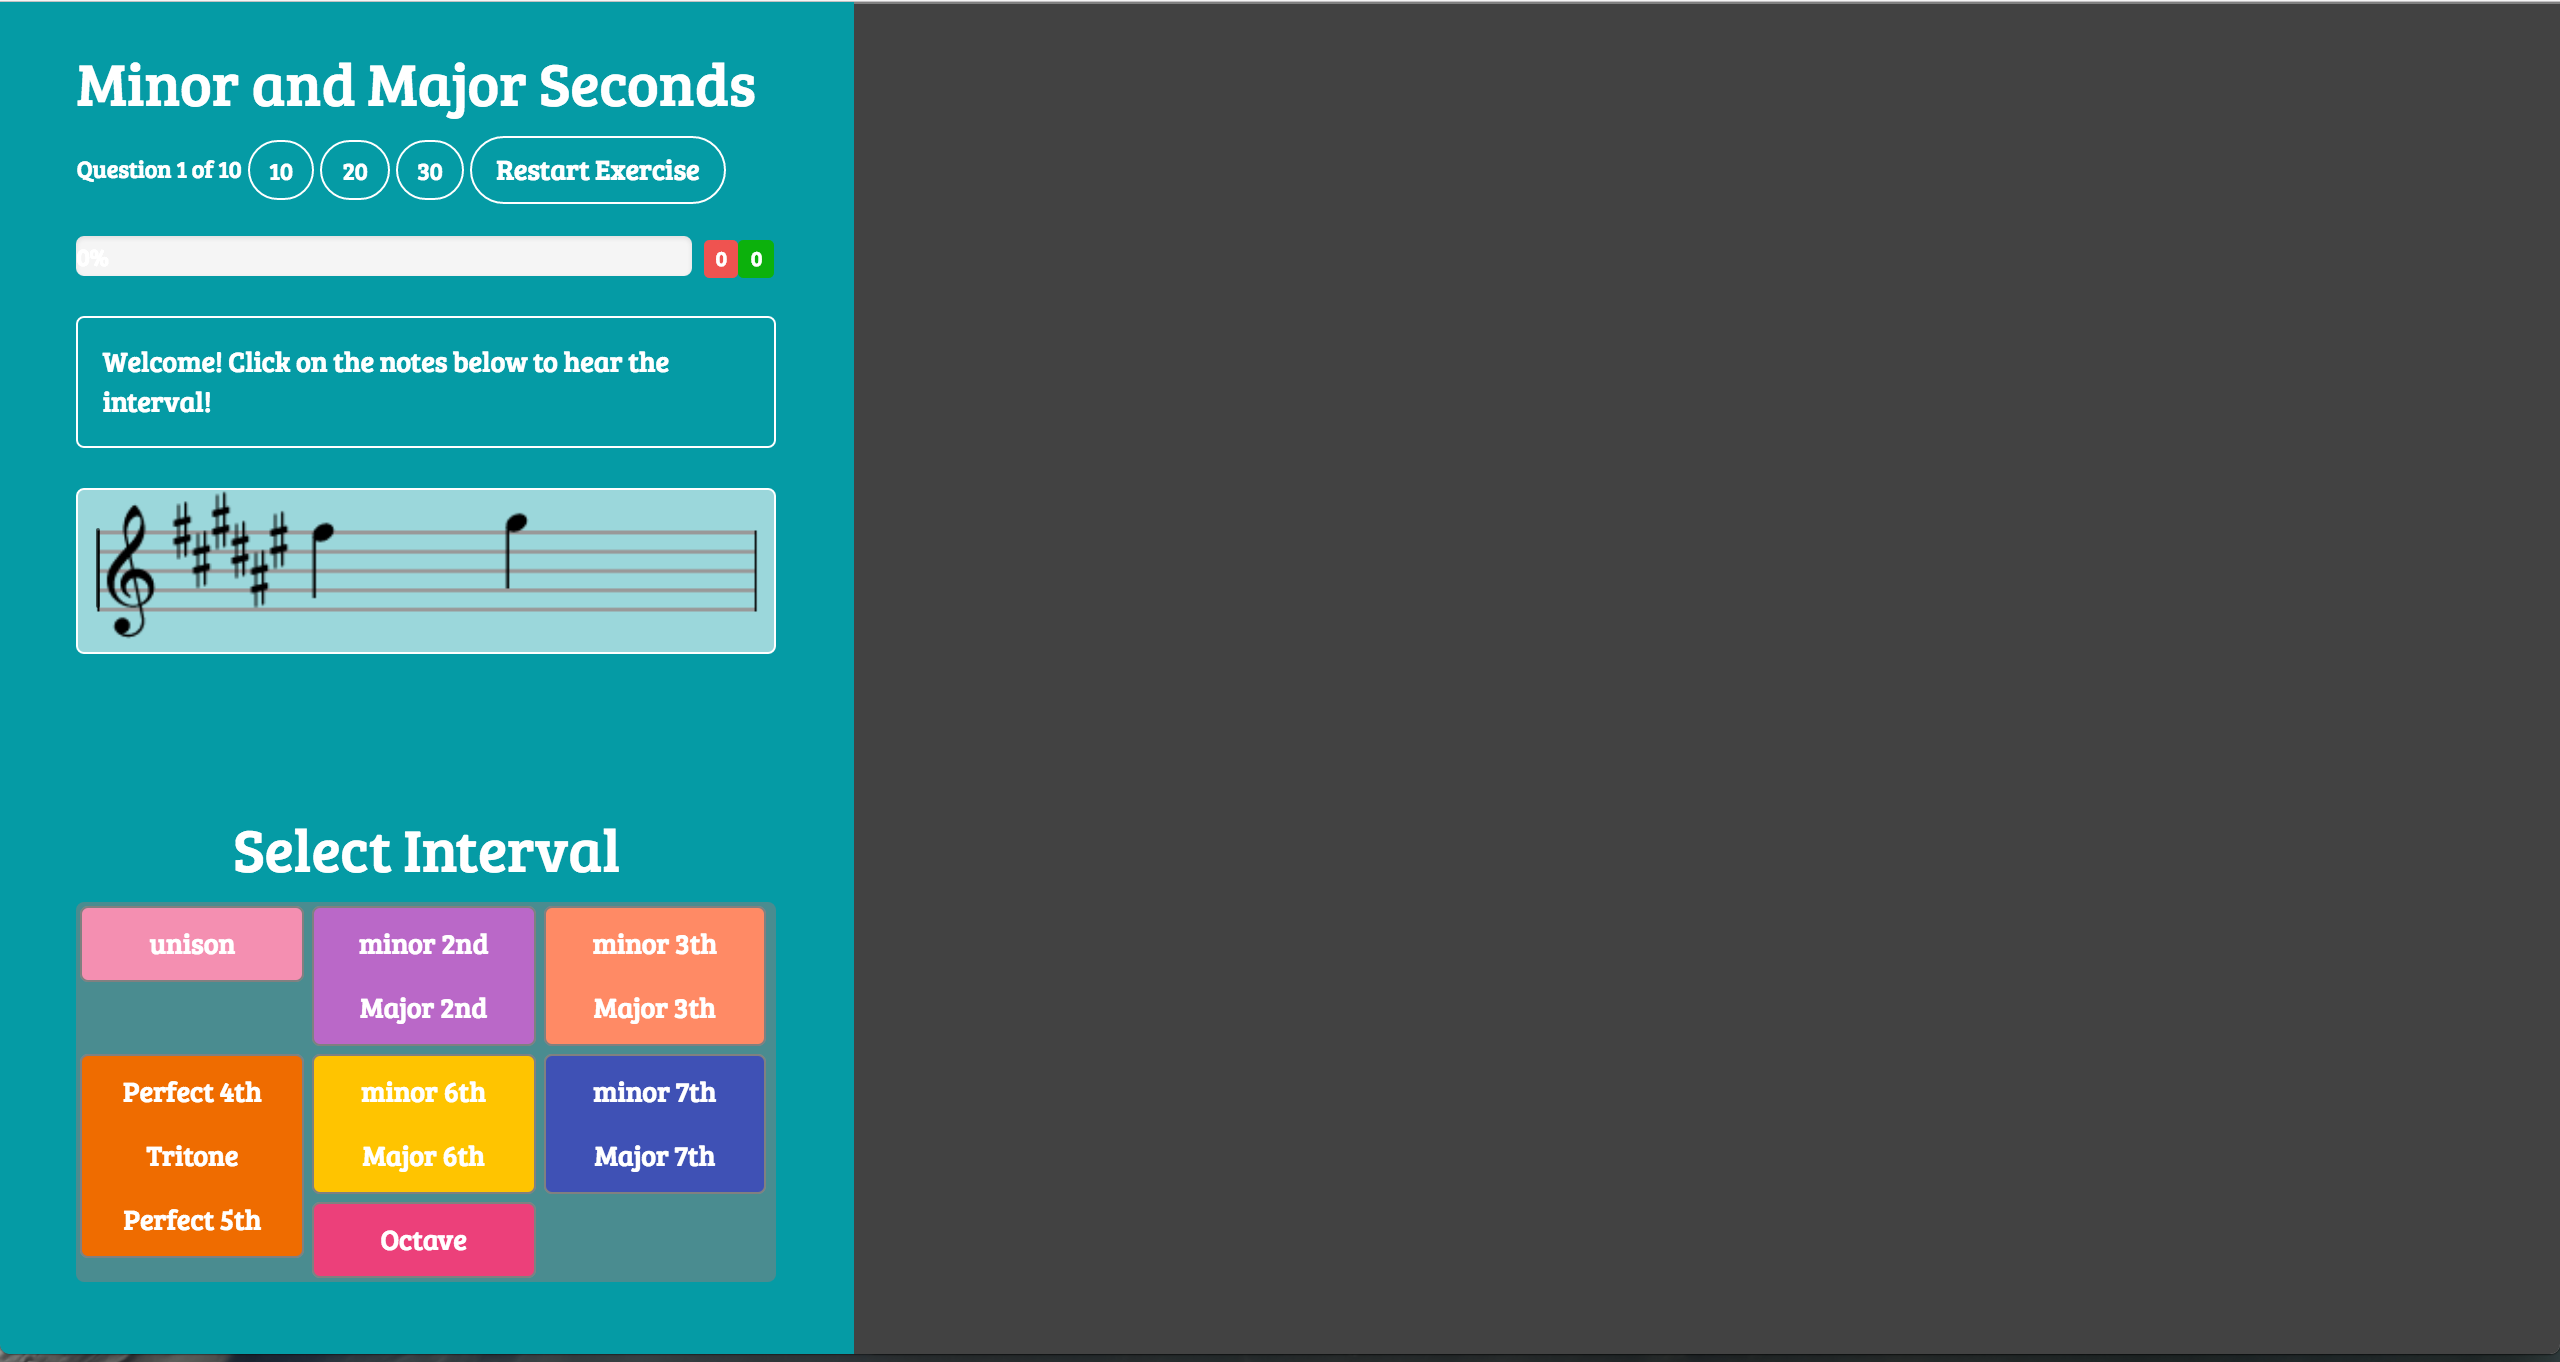 Minor and Major Seconds
Question 1 of 10 10 20 30 Restart Exercise
0% 0 0
Welcome! Click on the notes below to hear the
interval!
Select Interval
unison minor 2nd minor 3th
Major 2nd Major 3th
Perfect 4th minor 6th minor 7th
Tritone Major 6th Major 7th
Perfect 5th
Octave